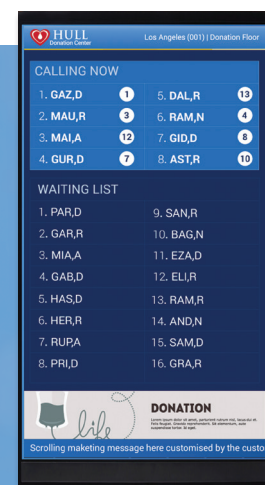 HULL
Donation Center
Los Angeles (001) | Donation Floor
CALLING NOW
1. GAZ,D 1
2. MAU,R 3
3. MAI,A 12
4. GUR,D 7
5. DAL,R 13
6. RAM,N 4
7. GID,D 8
8. AST,R 10
WAITING LIST
1. PAR,D
2. GAR,R
3. MIA,A
4. GAB,D
5. HAS,D
6. HER,R
7. RUP,A
8. PRI,D
9. SAN,R
10. BAG,N
11. EZA,D
12. ELI,R
13. RAM,R
14. AND,N
15. SAM,D
16. GRA,R
life
DONATION
Scrolling maketing message here customised by the custo